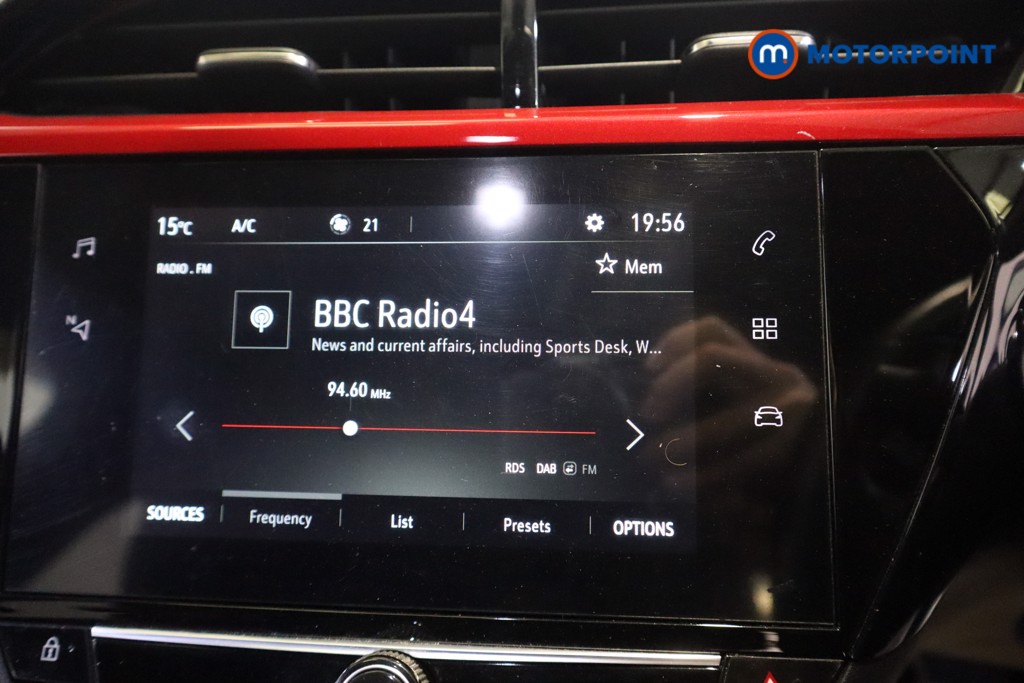 m MOTORPOINT
15°C A/C 21 19:56
RADIO . FM
Mem
BBC Radio4
News and current affairs, including Sports Desk, W...
94.60 MHz
N
RDS DAB FM
SOURCES Frequency List Presets OPTIONS